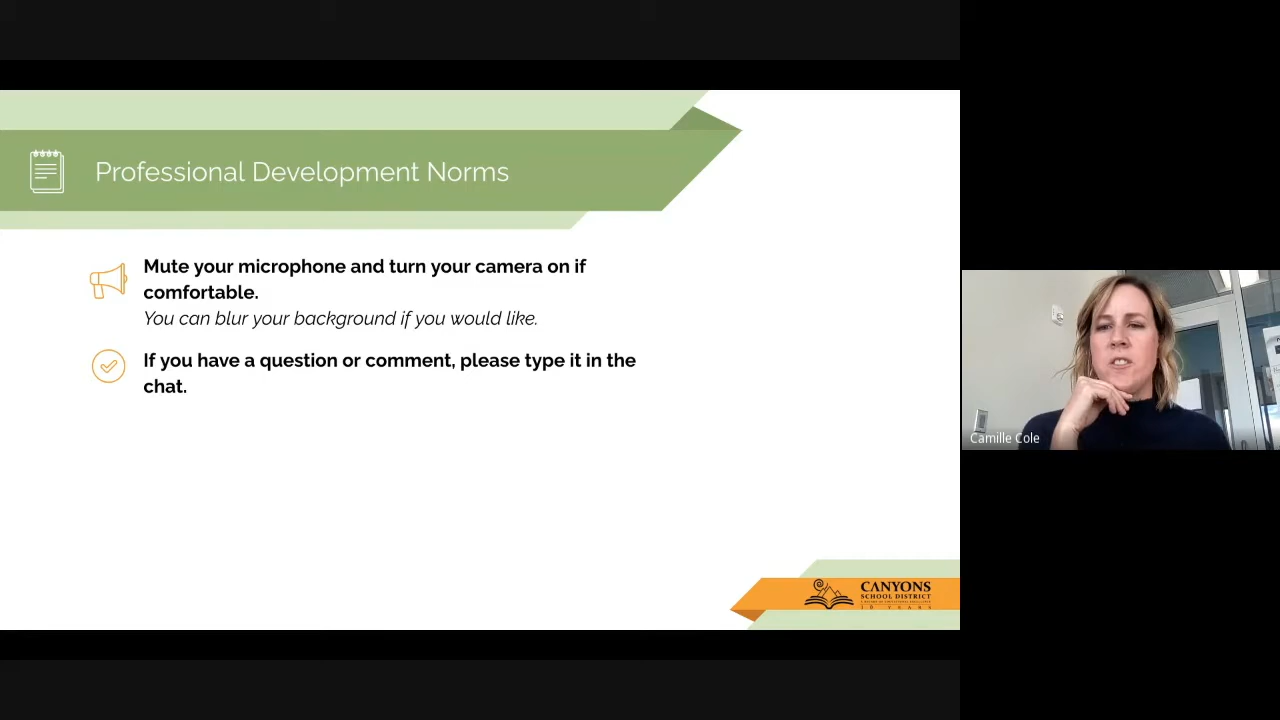 Professional Development Norms
Mute your microphone and turn your camera on if
comfortable.
You can blur your background if you would like.
If you have a question or comment, please type it in the
chat.
Camille Cole
CANYONS
SCHOOL DISTRICT
10 YEARS